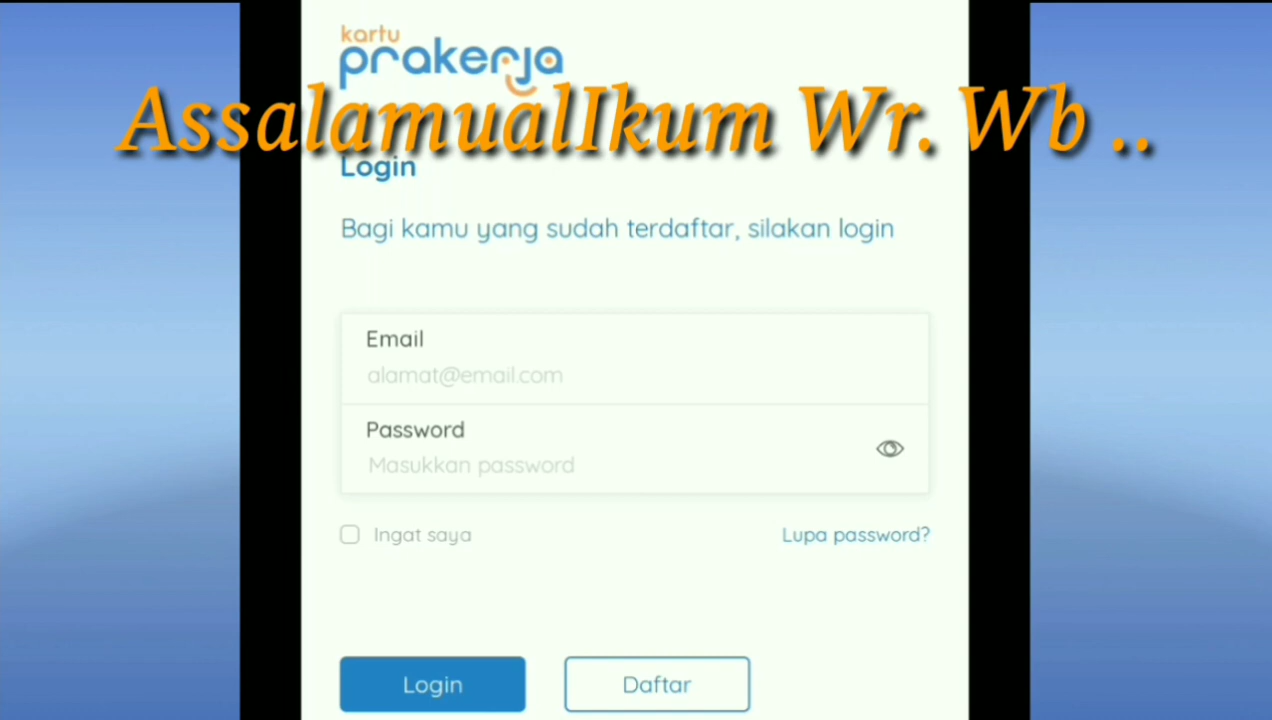 kartu
prakerja
AssalamualIkum Wr. Wb ..
Login
Bagi kamu yang sudah terdaftar, silakan login
Email
alamat@email.com
Password
Masukkan password
Ingat saya
Lupa password?
Login
Daftar